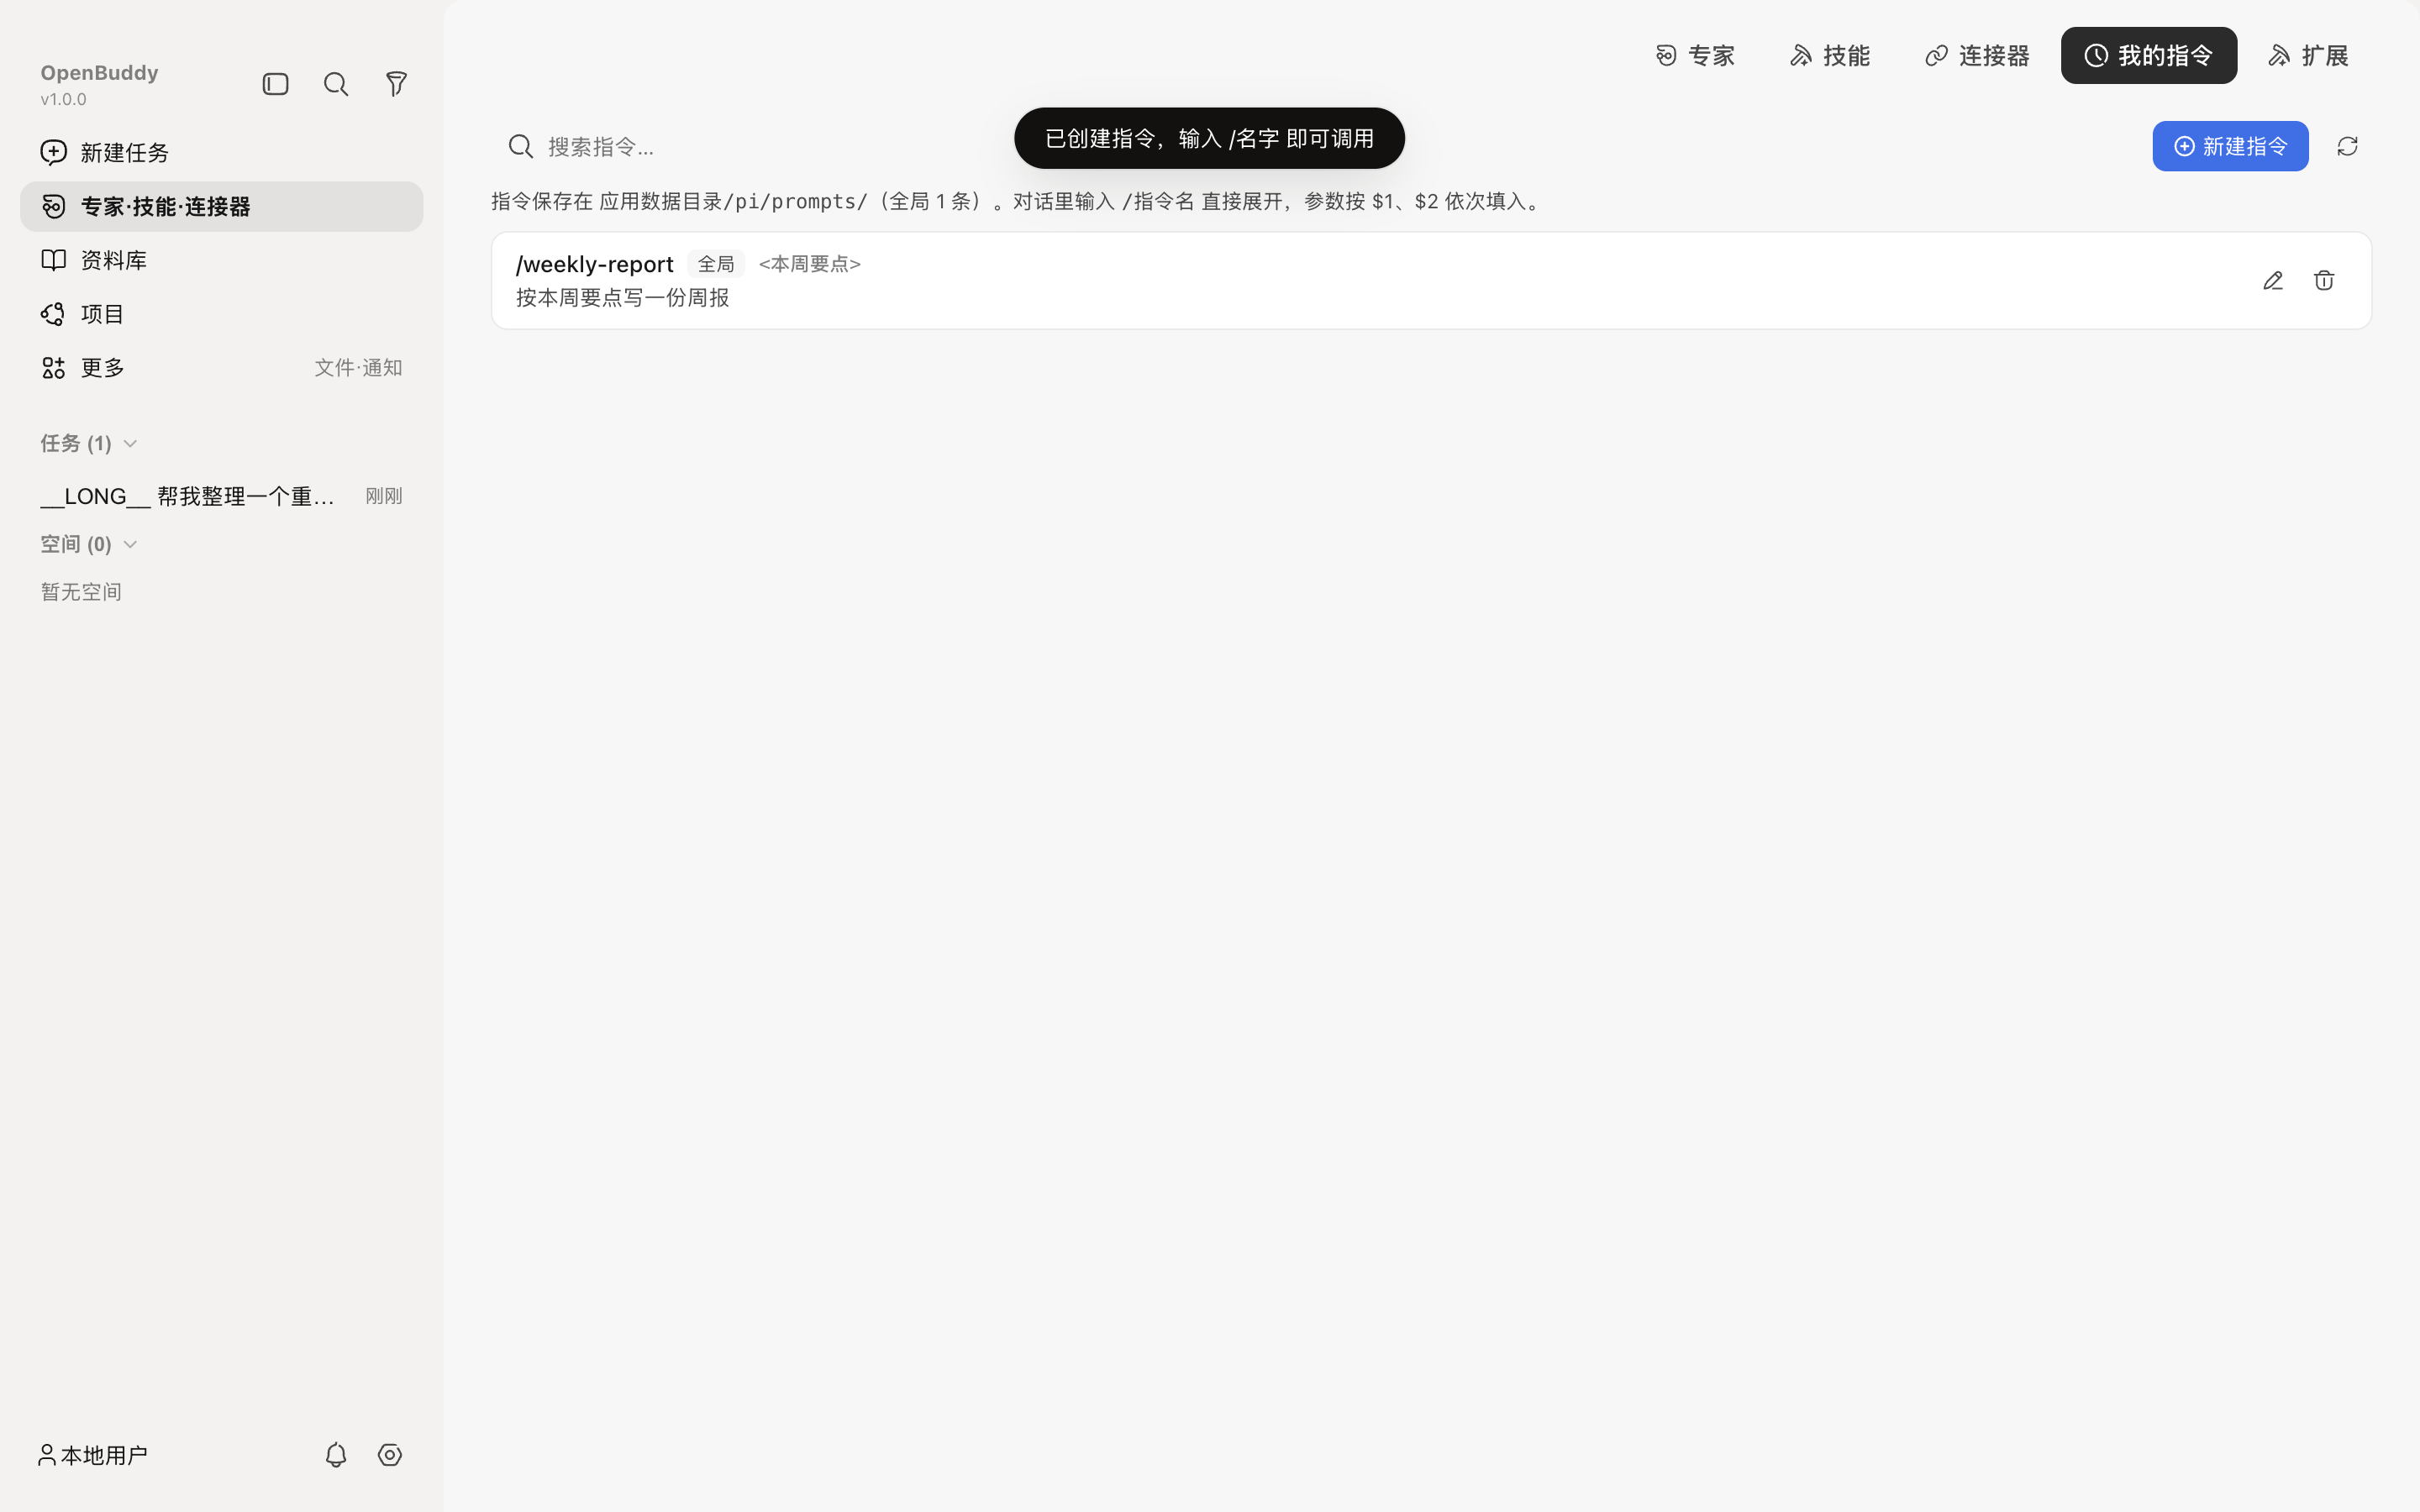 OpenBuddy
v1.0.0
新建任务
专家·技能·连接器
资料库
项目
更多
文件·通知
任务 (1)
__LONG__ 帮我整理一个重…
刚刚
空间 (0)
暂无空间
本地用户
专家
技能
连接器
我的指令
扩展
搜索指令...
已创建指令，输入 /名字 即可调用
新建指令
指令保存在 应用数据目录/pi/prompts/（全局 1 条）。对话里输入 /指令名 直接展开，参数按 $1、$2 依次填入。
/weekly-report 全局 <本周要点>
按本周要点写一份周报